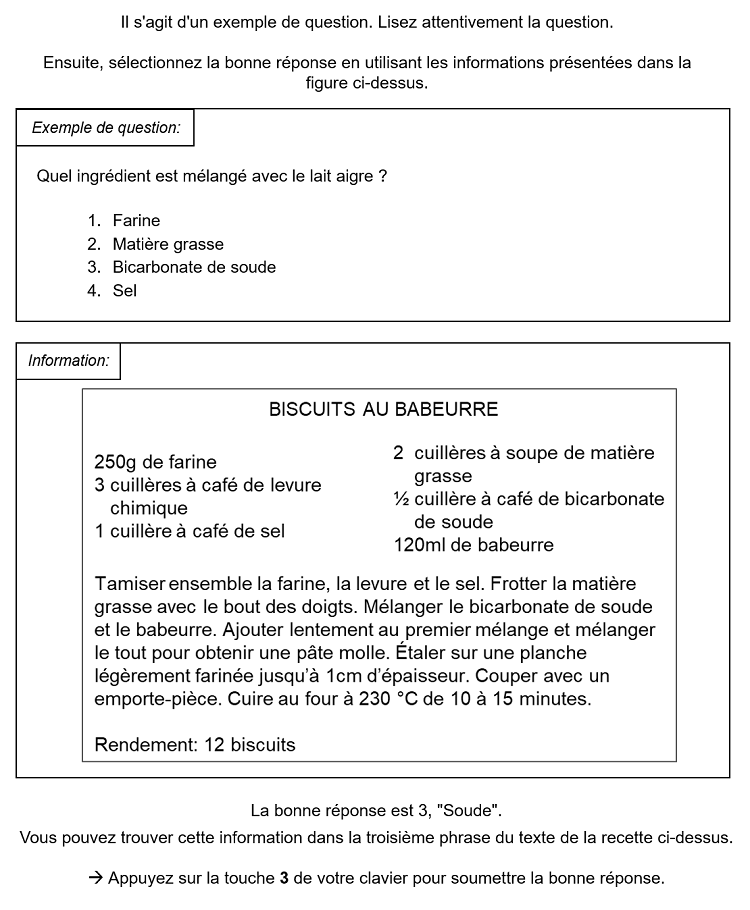 Il s'agit d'un exemple de question. Lisez attentivement la question.
Ensuite, sélectionnez la bonne réponse en utilisant les informations présentées dans la
figure ci-dessus.
Exemple de question:
Quel ingrédient est mélangé avec le lait aigre ?
1. Farine
2. Matière grasse
3. Bicarbonate de soude
4. Sel
Information:
BISCUITS AU BABEURRE
250g de farine
3 cuillères à café de levure
chimique
1 cuillère à café de sel
2 cuillères à soupe de matière
grasse
½ cuillère à café de bicarbonate
de soude
120ml de babeurre
Tamiser ensemble la farine, la levure et le sel. Frotter la matière
grasse avec le bout des doigts. Mélanger le bicarbonate de soude
et le babeurre. Ajouter lentement au premier mélange et mélanger
le tout pour obtenir une pâte molle. Étaler sur une planche
légèrement farinée jusqu'à 1cm d'épaisseur. Couper avec un
emporte-pièce. Cuire au four à 230 °C de 10 à 15 minutes.
Rendement: 12 biscuits
La bonne réponse est 3, "Soude".
Vous pouvez trouver cette information dans la troisième phrase du texte de la recette ci-dessus.
→ Appuyez sur la touche 3 de votre clavier pour soumettre la bonne réponse.